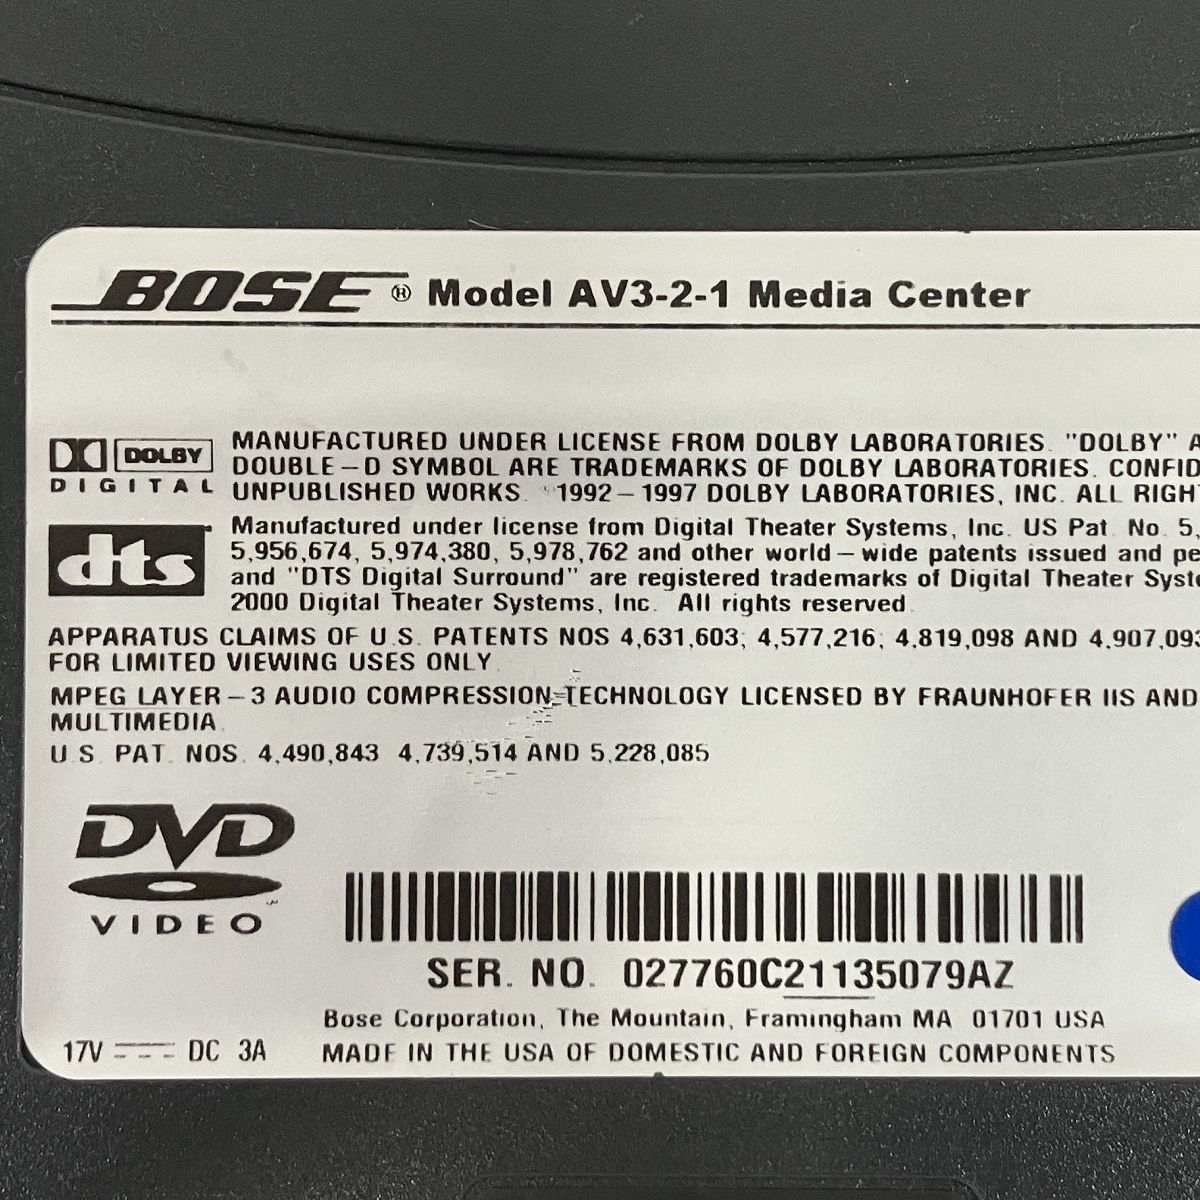 BOSE® Model AV3-2-1 Media Center
DOLBY
DIGITAL
MANUFACTURED UNDER LICENSE FROM DOLBY LABORATORIES. "DOLBY" A
DOUBLE-D SYMBOL ARE TRADEMARKS OF DOLBY LABORATORIES. CONFID
UNPUBLISHED WORKS. 1992-1997 DOLBY LABORATORIES, INC. ALL RIGH
dts
Manufactured under license from Digital Theater Systems, Inc. US Pat. No. 5,
5,956,674, 5,974,380, 5,978,762 and other world-wide patents issued and pe
and "DTS Digital Surround" are registered trademarks of Digital Theater Syst
2000 Digital Theater Systems, Inc. All rights reserved.
APPARATUS CLAIMS OF U.S. PATENTS NOS 4,631,603; 4,577,216; 4,819,098 AND 4,907,093
FOR LIMITED VIEWING USES ONLY.
MPEG LAYER-3 AUDIO COMPRESSION TECHNOLOGY LICENSED BY FRAUNHOFER IIS AND
MULTIMEDIA.
U.S. PAT. NOS. 4,490,843 4,739,514 AND 5,228,085
DVD
VIDEO™
SER. NO. 027760C21135079AZ
Bose Corporation, The Mountain, Framingham MA 01701 USA
17V DC 3A
MADE IN THE USA OF DOMESTIC AND FOREIGN COMPONENTS